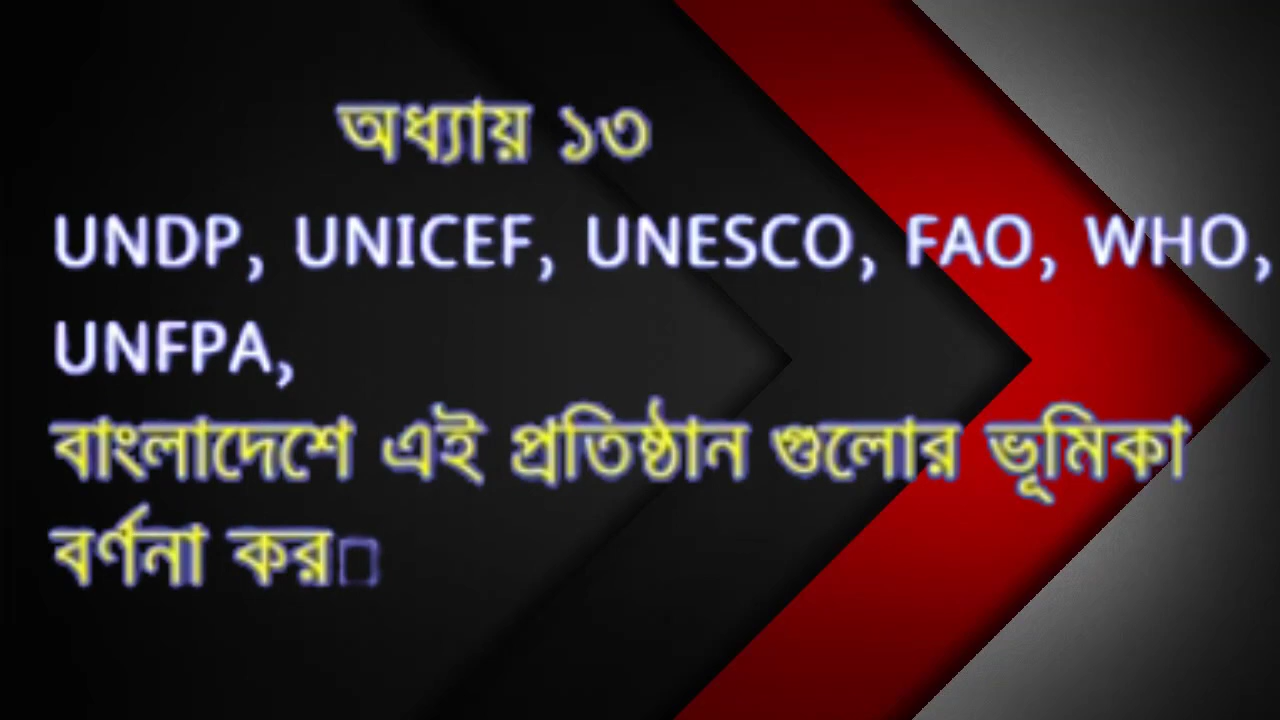 অধ্যায় ১৩
UNDP, UNICEF, UNESCO, FAO, WHO,
UNFPA,
বাংলাদেশে এই প্রতিষ্ঠান গুলোর ভূমিকা
বর্ণনা কর